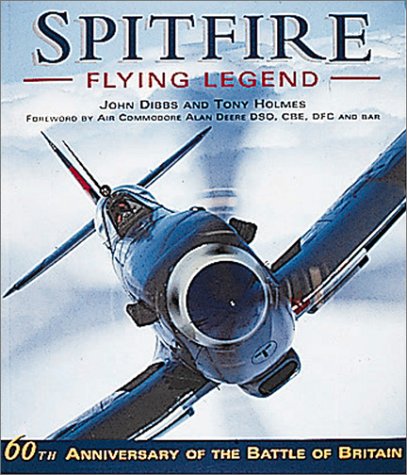 SPITFIRE
FLYING LEGEND
JOHN DIBBS AND TONY HOLMES
FOREWORD BY AIR COMMODORE ALAN DEERE DSO, CBE, DFC AND BAR
60TH ANNIVERSARY OF THE BATTLE OF BRITAIN